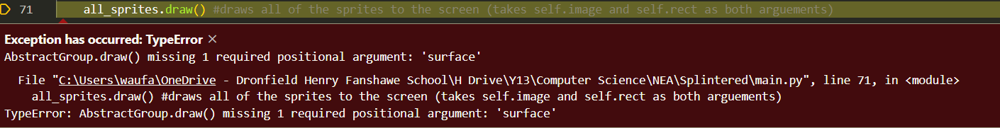 71 all_sprites.draw() #draws all of the sprites to the screen (takes self.image and self.rect as both arguements)
Exception has occurred: TypeError ×
AbstractGroup.draw() missing 1 required positional argument: 'surface'
File "C:\Users\waufa\OneDrive - Dronfield Henry Fanshawe School\H Drive\Y13\Computer Science\NEA\Splintered\main.py", line 71, in <module>
all_sprites.draw() #draws all of the sprites to the screen (takes self.image and self.rect as both arguements)
TypeError: AbstractGroup.draw() missing 1 required positional argument: 'surface'